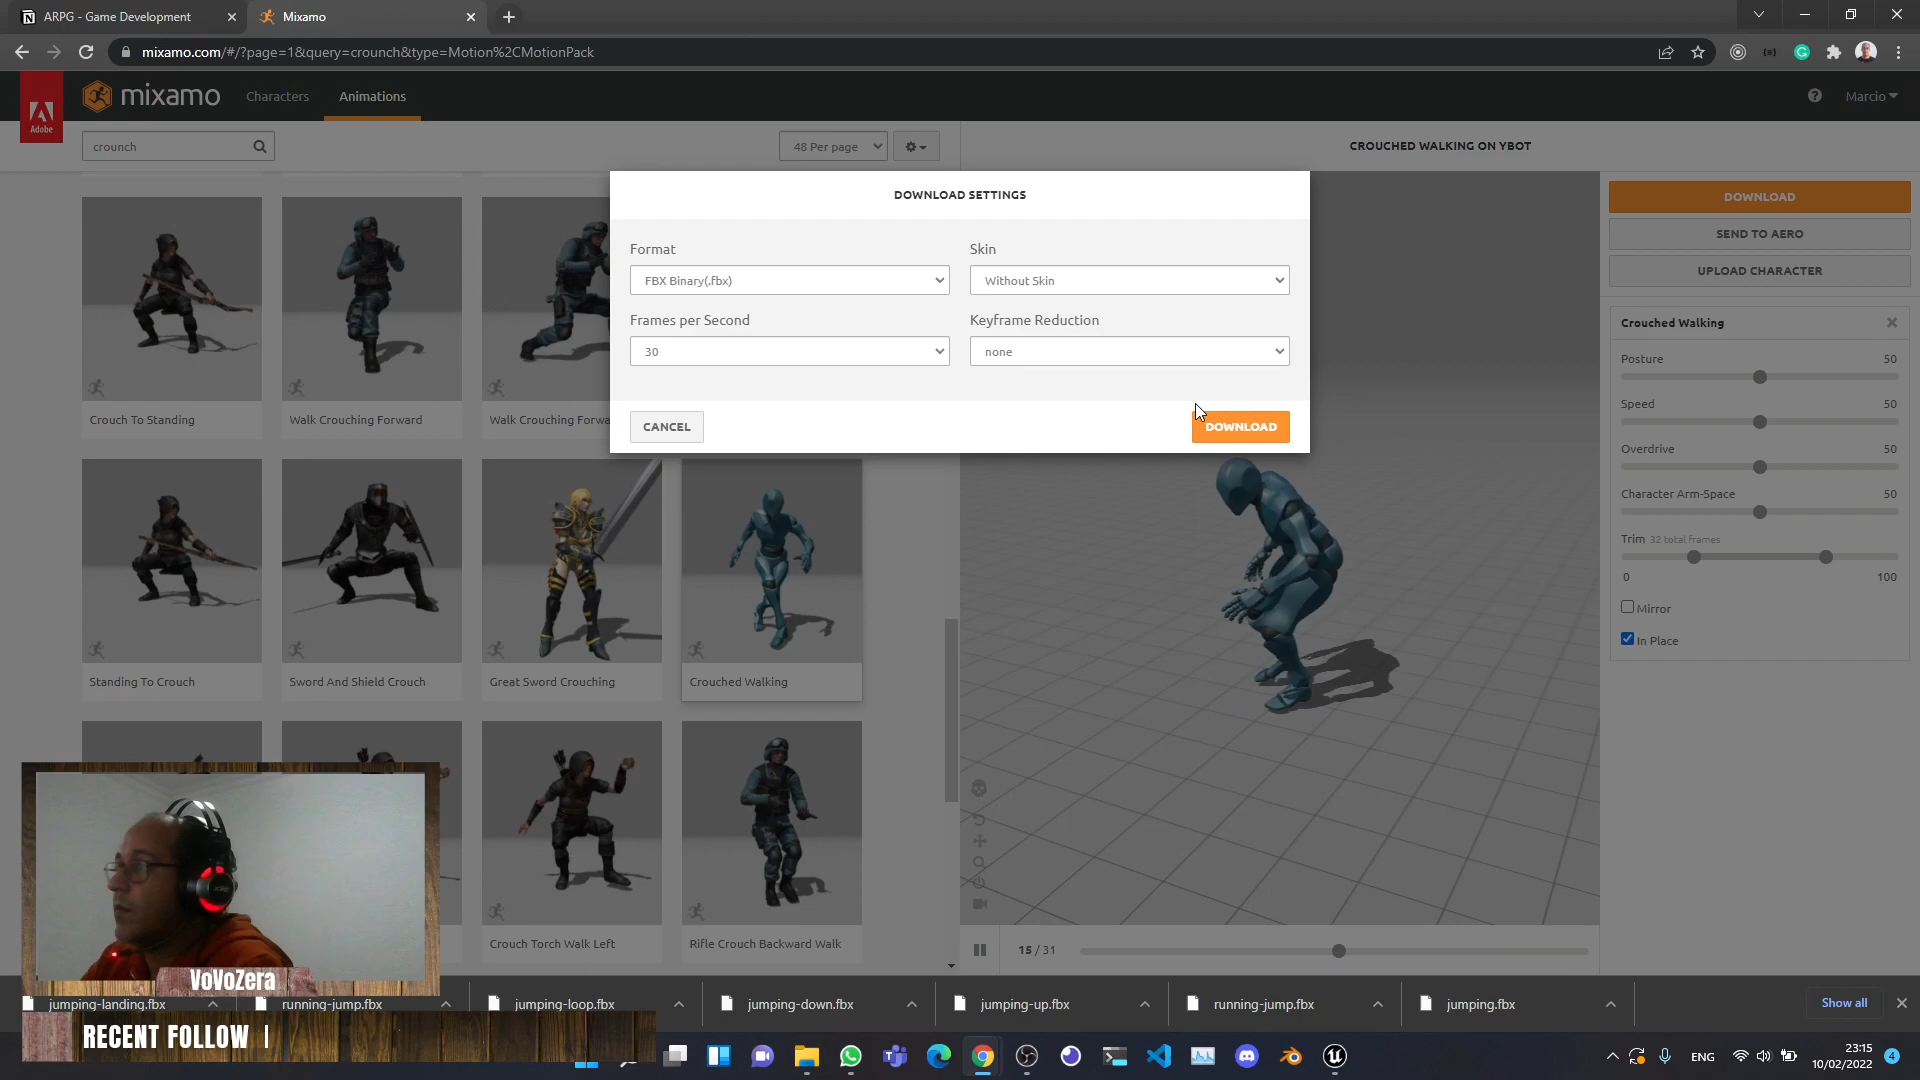 ARPG - Game Development
Mixamo
mixamo.com/#/?page=1&query=crounch&type=Motion%2CMotionPack
Adobe
mixamo
Characters
Animations
Marcio
crounch
48 Per page
CROUCHED WALKING ON YBOT
DOWNLOAD SETTINGS
Format
Skin
FBX Binary(.fbx)
Without Skin
Frames per Second
Keyframe Reduction
30
none
CANCEL
DOWNLOAD
DOWNLOAD
SEND TO AERO
UPLOAD CHARACTER
Crouched Walking
Posture
50
Speed
50
Overdrive
50
Character Arm-Space
50
Trim 32 total frames
0
100
Mirror
In Place
Crouch To Standing
Walk Crouching Forward
Walk Crouching Forwa
Standing To Crouch
Sword And Shield Crouch
Great Sword Crouching
Crouched Walking
Crouch Torch Walk Left
Rifle Crouch Backward Walk
15 / 31
VoVoZera
jumping-landing.fbx
running-jump.fbx
jumping-loop.fbx
jumping-down.fbx
jumping-up.fbx
running-jump.fbx
jumping.fbx
Show all
RECENT FOLLOW
ENG
23:15
10/02/2022
4